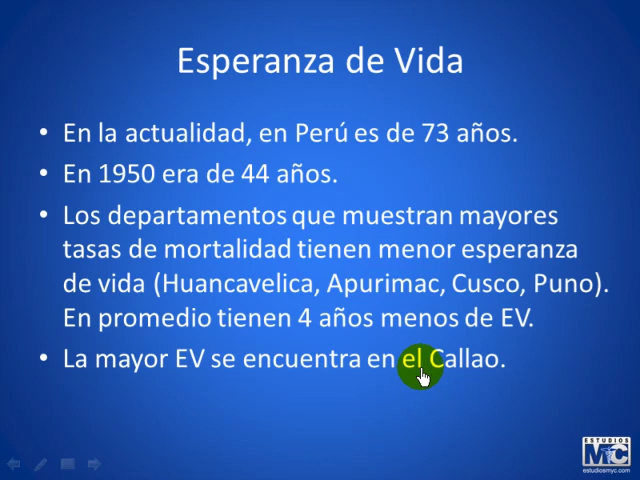 Esperanza de Vida
• En la actualidad, en Perú es de 73 años.
• En 1950 era de 44 años.
• Los departamentos que muestran mayores
tasas de mortalidad tienen menor esperanza
de vida (Huancavelica, Apurimac, Cusco, Puno).
En promedio tienen 4 años menos de EV.
• La mayor EV se encuentra en el Callao.
ESTUDIOS
MyC
estudiosmyc.com